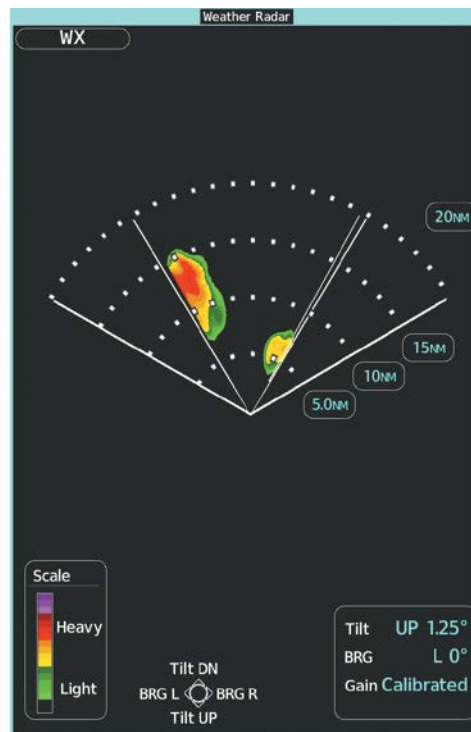 Weather Radar
WX
20NM
15NM
10NM
5.0NM
Scale
Heavy
Light
Tilt DN
BRG L BRG R
Tilt UP
Tilt UP 1.25°
BRG L 0°
Gain Calibrated